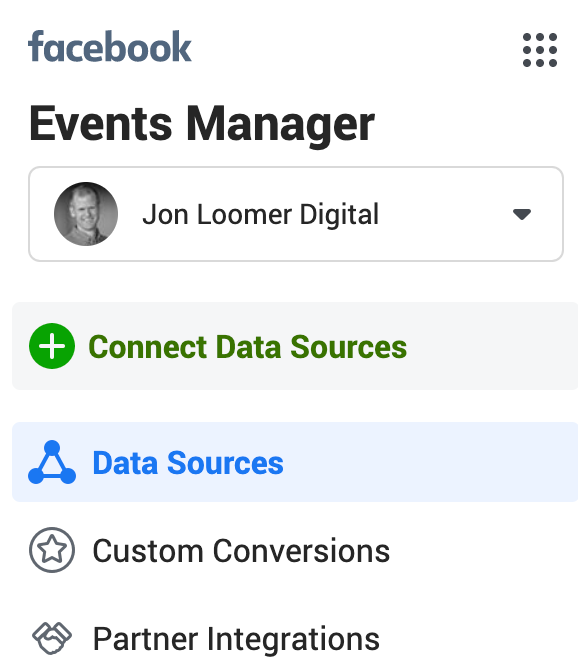 facebook
Events Manager
Jon Loomer Digital
Connect Data Sources
Data Sources
Custom Conversions
Partner Integrations